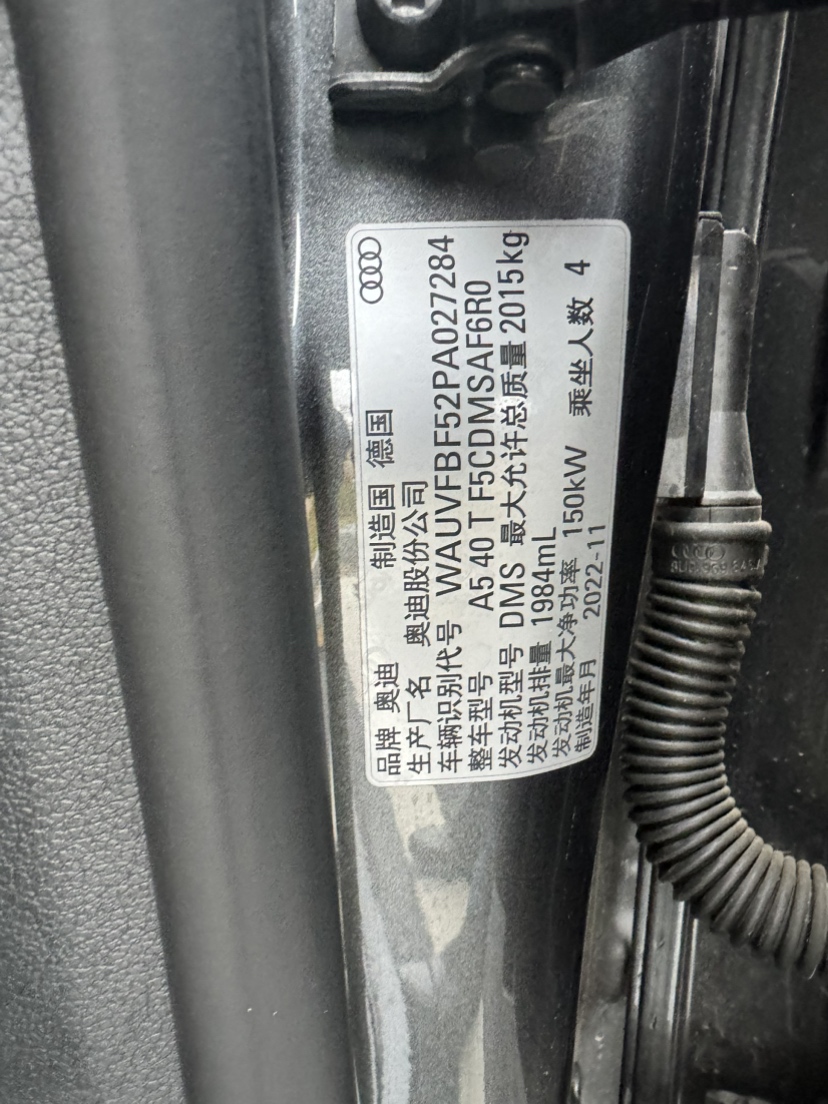 品牌 奥迪 制造国 德国
生产厂名 奥迪股份公司
车辆识别代号 WAUVFBF52PA027284
整车型号 A5 40 T F5CDMSAF6R0
发动机型号 DMS 最大允许总质量 2015kg
发动机排量 1984mL
发动机最大净功率 150kW 乘坐人数 4
制造年月 2022-11